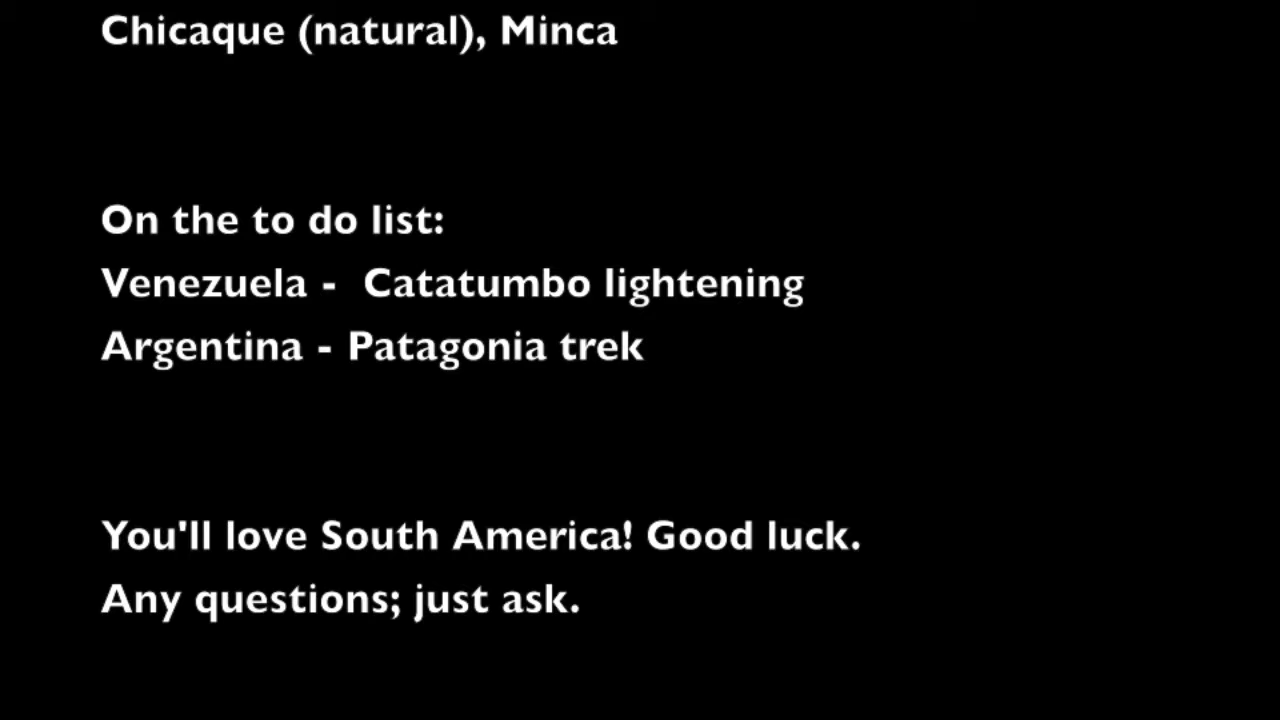 Chicaque (natural), Minca
On the to do list:
Venezuela -  Catatumbo lightening
Argentina - Patagonia trek
You'll love South America! Good luck.
Any questions; just ask.